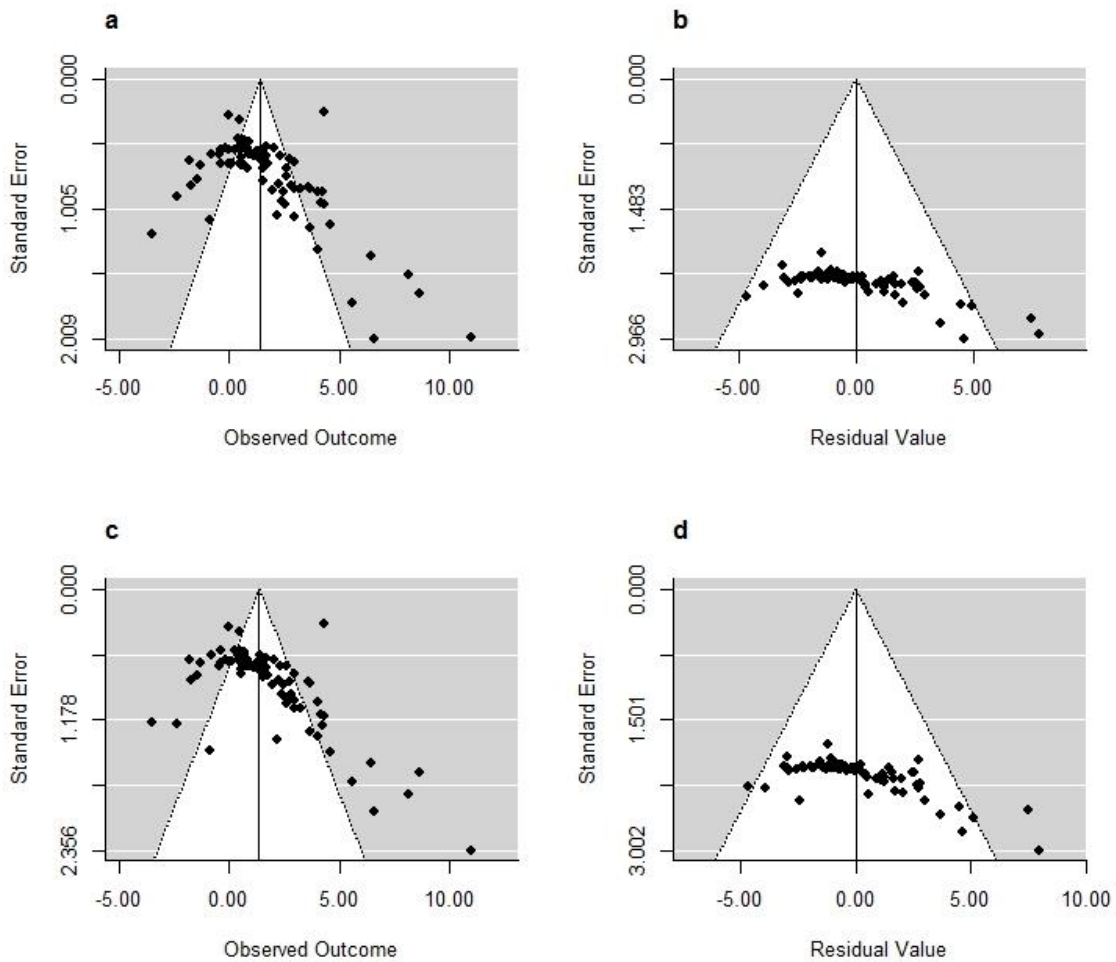 a
0.000
1.005
2.009
Standard Error
-5.00 0.00 5.00 10.00
Observed Outcome
b
0.000
1.483
2.966
Standard Error
-5.00 0.00 5.00
Residual Value
c
0.000
1.178
2.356
Standard Error
-5.00 0.00 5.00 10.00
Observed Outcome
d
0.000
1.501
3.002
Standard Error
-5.00 0.00 5.00 10.00
Residual Value